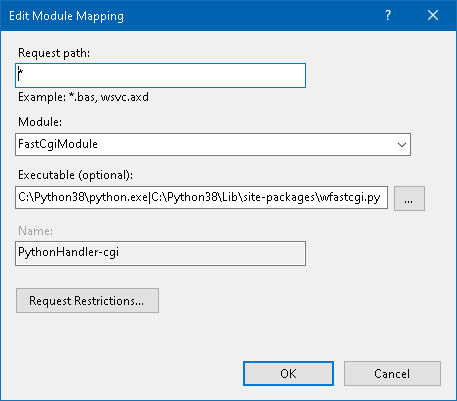 Edit Module Mapping
Request path:
*
Example: *.bas, wsvc.axd
Module:
FastCgiModule
Executable (optional):
C:\Python38\python.exe|C:\Python38\Lib\site-packages\wfastcgi.py
...
Name:
PythonHandler-cgi
Request Restrictions...
OK Cancel